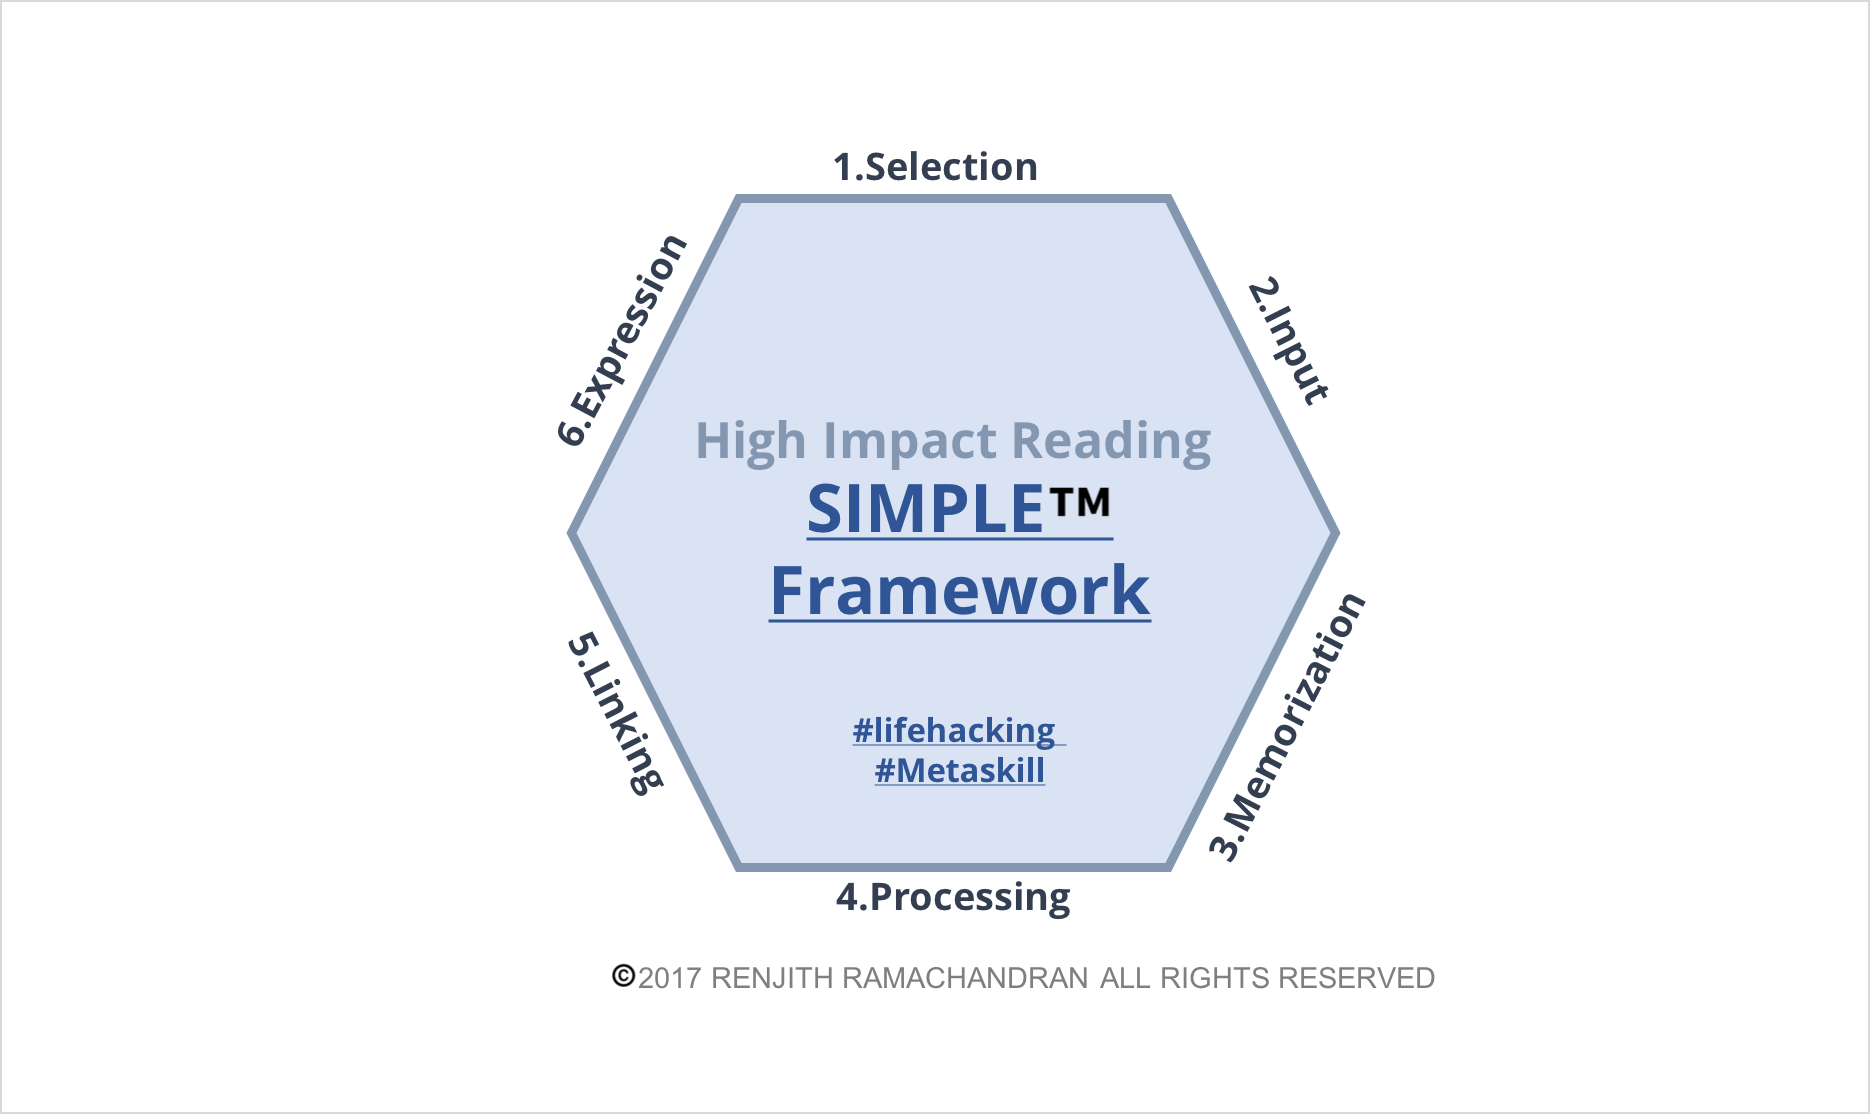 1.Selection
2.Input
3.Memorization
4.Processing
5.Linking
6.Expression
High Impact Reading
SIMPLE™
Framework
#lifehacking
#Metaskill
©2017 RENJITH RAMACHANDRAN ALL RIGHTS RESERVED